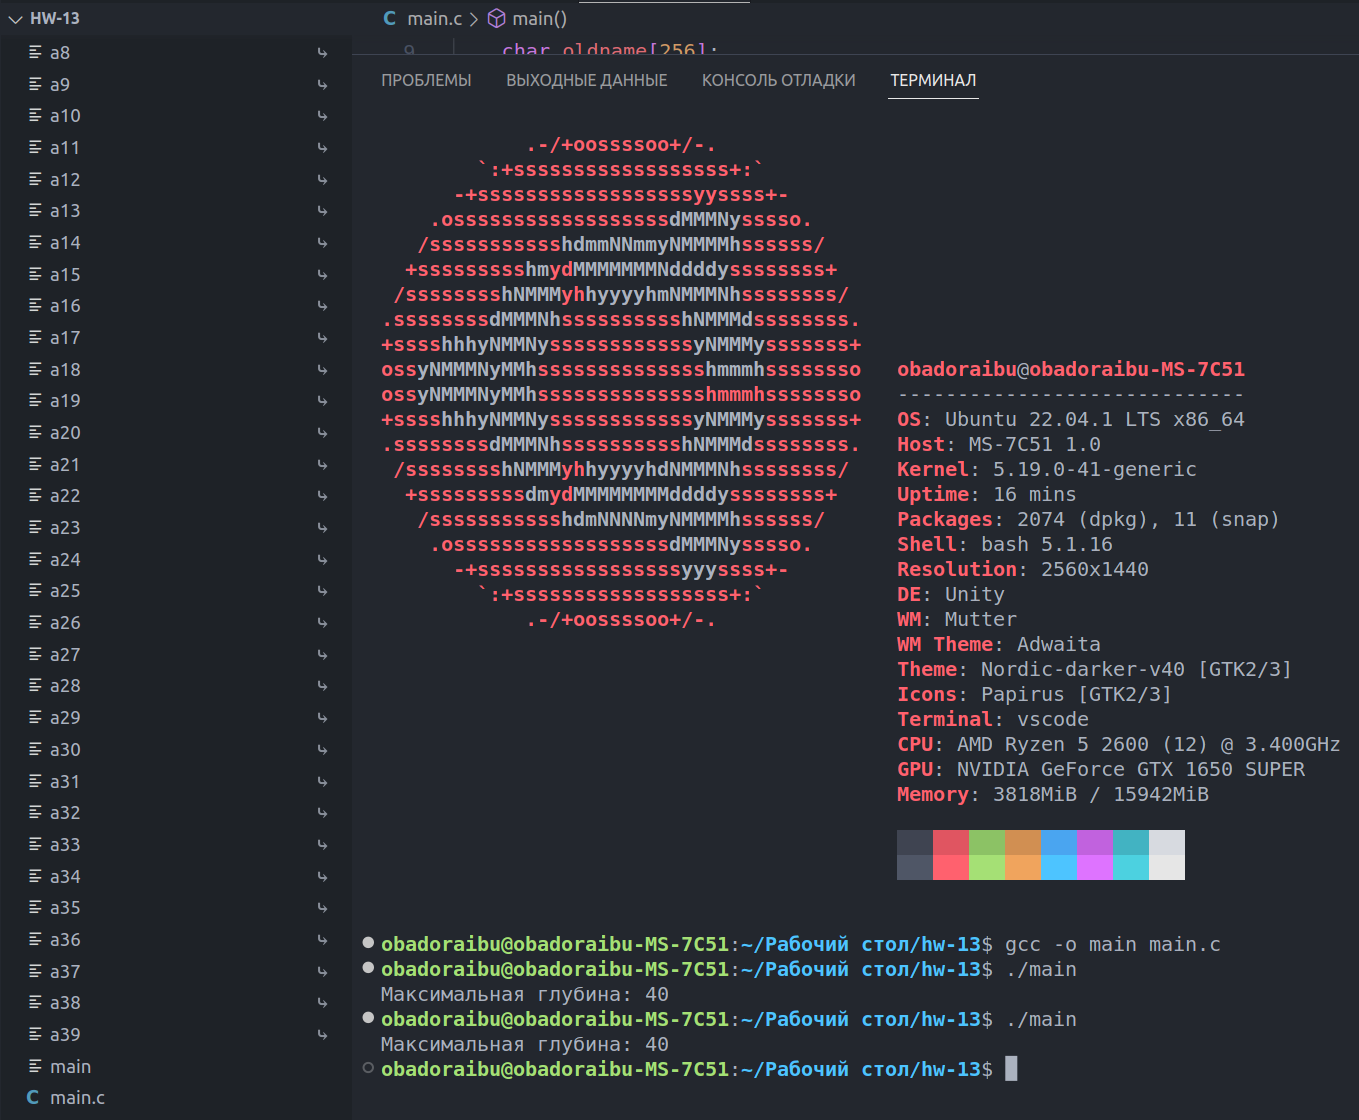 HW-13
a8
a9
a10
a11
a12
a13
a14
a15
a16
a17
a18
a19
a20
a21
a22
a23
a24
a25
a26
a27
a28
a29
a30
a31
a32
a33
a34
a35
a36
a37
a38
a39
main
C main.c
C main.c > main()
9 char oldname[256];
ПРОБЛЕМЫ ВЫХОДНЫЕ ДАННЫЕ КОНСОЛЬ ОТЛАДКИ ТЕРМИНАЛ
.-/+oossssoo+/-.
`:+ssssssssssssssssss+:`
-+ssssssssssssssssssyyssss+-
.ossssssssssssssssssdMMMNysssso.
/ssssssssssshdmmNNmmyNMMMMhssssss/
+ssssssssshmydMMMMMMMNddddyssssssss+
/sssssssshNMMMyhhyyyyhmNMMMNhssssssss/
.ssssssssdMMMNhsssssssssshNMMMdssssssss.
+sssshhhyNMMNyssssssssssssyNMMMysssssss+
ossyNMMMNyMMhsssssssssssssshmmmhssssssso
ossyNMMMNyMMhsssssssssssssshmmmhssssssso
+sssshhhyNMMNyssssssssssssyNMMMysssssss+
.ssssssssdMMMNhsssssssssshNMMMdssssssss.
/sssssssshNMMMyhhyyyyhdNMMMNhssssssss/
+sssssssssdmydMMMMMMMMddddyssssssss+
/ssssssssssshdmNNNNmyNMMMMhssssss/
.ossssssssssssssssssdMMMNysssso.
-+sssssssssssssssssyyyssss+-
`:+ssssssssssssssssss+:`
.-/+oossssoo+/-.
obadoraibu@obadoraibu-MS-7C51
-----------------------------
OS: Ubuntu 22.04.1 LTS x86_64
Host: MS-7C51 1.0
Kernel: 5.19.0-41-generic
Uptime: 16 mins
Packages: 2074 (dpkg), 11 (snap)
Shell: bash 5.1.16
Resolution: 2560x1440
DE: Unity
WM: Mutter
WM Theme: Adwaita
Theme: Nordic-darker-v40 [GTK2/3]
Icons: Papirus [GTK2/3]
Terminal: vscode
CPU: AMD Ryzen 5 2600 (12) @ 3.400GHz
GPU: NVIDIA GeForce GTX 1650 SUPER
Memory: 3818MiB / 15942MiB
obadoraibu@obadoraibu-MS-7C51:~/Рабочий стол/hw-13$ gcc -o main main.c
obadoraibu@obadoraibu-MS-7C51:~/Рабочий стол/hw-13$ ./main
Максимальная глубина: 40
obadoraibu@obadoraibu-MS-7C51:~/Рабочий стол/hw-13$ ./main
Максимальная глубина: 40
obadoraibu@obadoraibu-MS-7C51:~/Рабочий стол/hw-13$